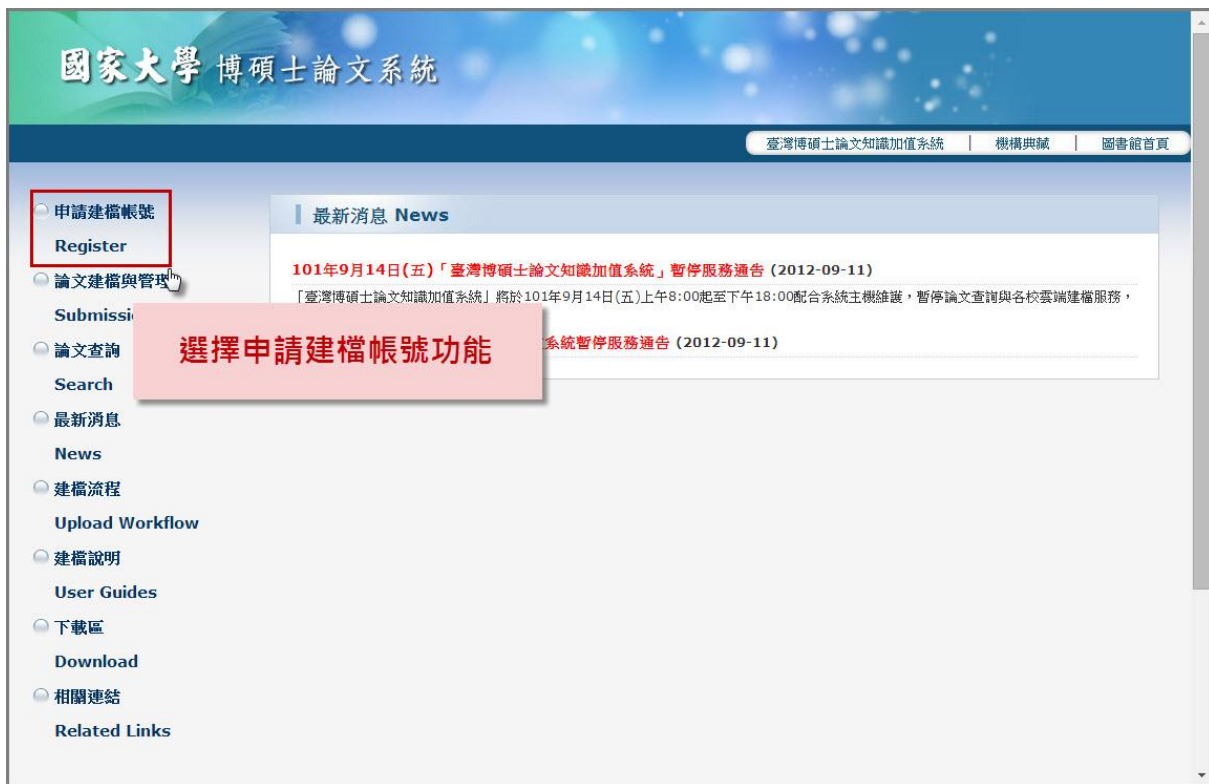 國家大學 博碩士論文系統
臺灣博碩士論文知識加值系統 | 機構典藏 | 圖書館首頁
申請建檔帳號
Register
論文建檔與管理
Submissi
論文查詢
Search
最新消息
News
建檔流程
Upload Workflow
建檔說明
User Guides
下載區
Download
相關連結
Related Links
最新消息 News
101年9月14日(五)「臺灣博碩士論文知識加值系統」暫停服務通告 (2012-09-11)
「臺灣博碩士論文知識加值系統」將於101年9月14日(五)上午8:00起至下午18:00配合系統主機維護,暫停論文查詢與各校雲端建檔服務,
系統暫停服務通告 (2012-09-11)
選擇申請建檔帳號功能